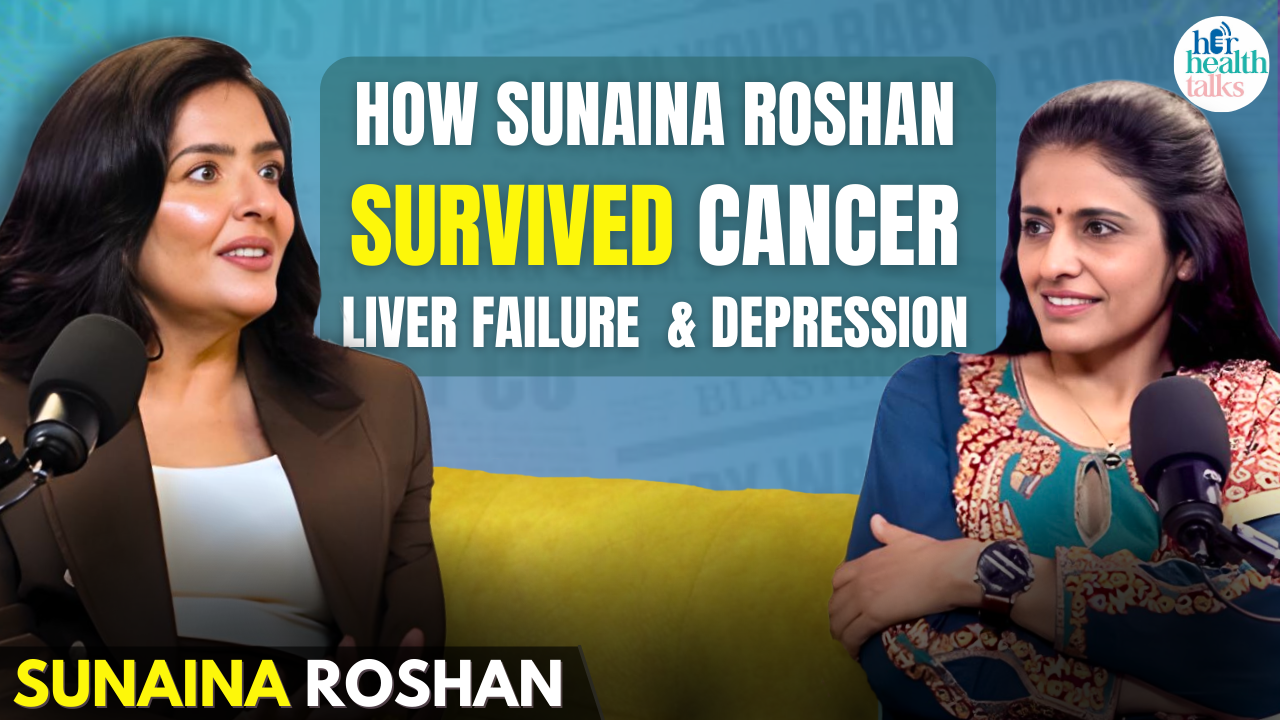 HOW SUNAINA ROSHAN
SURVIVED CANCER
LIVER FAILURE & DEPRESSION
her
health
talks
SUNAINA ROSHAN